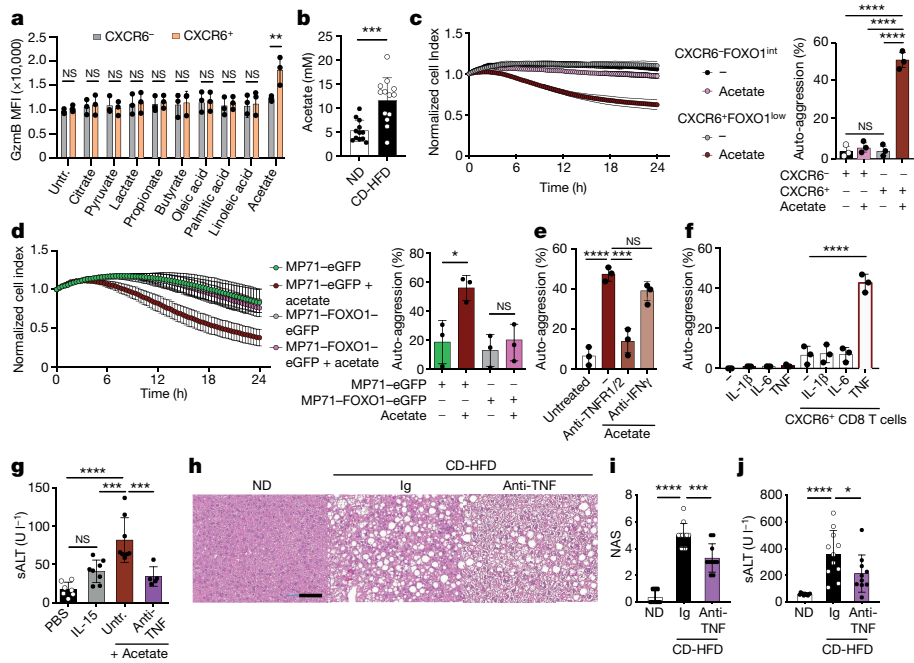 a
GzmB MFI (×10,000)
CXCR6⁻ CXCR6⁺
2.5
2.0
1.5
1.0
0.5
0
NS NS NS NS NS NS NS NS NS **
Untr.
Citrate
Pyruvate
Lactate
Propionate
Butyrate
Oleic acid
Palmitic acid
Linoleic acid
Acetate
b
Acetate (mM)
25
20
15
10
5
0
***
ND
CD-HFD
c
Normalized cell Index
1.5
1.0
0.5
0
0 6 12 18 24
Time (h)
CXCR6⁻FOXO1ⁱⁿᵗ
–
Acetate
CXCR6⁺FOXO1ˡᵒʷ
–
Acetate
Auto-aggression (%)
60
50
40
30
20
10
0
****
****
****
NS
CXCR6⁻ + + – –
CXCR6⁺ – – + +
Acetate – + – +
d
Normalized cell index
1.5
1.0
0.5
0
0 6 12 18 24
Time (h)
MP71–eGFP
MP71–eGFP +
acetate
MP71–FOXO1–
eGFP
MP71–FOXO1–
eGFP + acetate
Auto-aggression (%)
80
60
40
20
0
* NS
MP71–eGFP + + – –
MP71–FOXO1–eGFP – – + +
Acetate – + – +
e
Auto-aggression (%)
60
40
20
0
NS
**** ***
Untreated
–
Anti-TNFR1/2
Anti-IFNγ
Acetate
f
Auto-aggression (%)
60
40
20
0
****
–
IL-1β
IL-6
TNF
–
IL-1β
IL-6
TNF
CXCR6⁺ CD8 T cells
g
sALT (U l⁻¹)
150
100
50
0
****
*** ***
NS
PBS
IL-15
Untr.
Anti-
TNF
+ Acetate
h
CD-HFD
ND Ig Anti-TNF
i
NAS
8
6
4
2
0
**** ***
ND Ig Anti-
TNF
CD-HFD
j
sALT (U l⁻¹)
800
600
400
200
0
**** *
ND Ig Anti-
TNF
CD-HFD